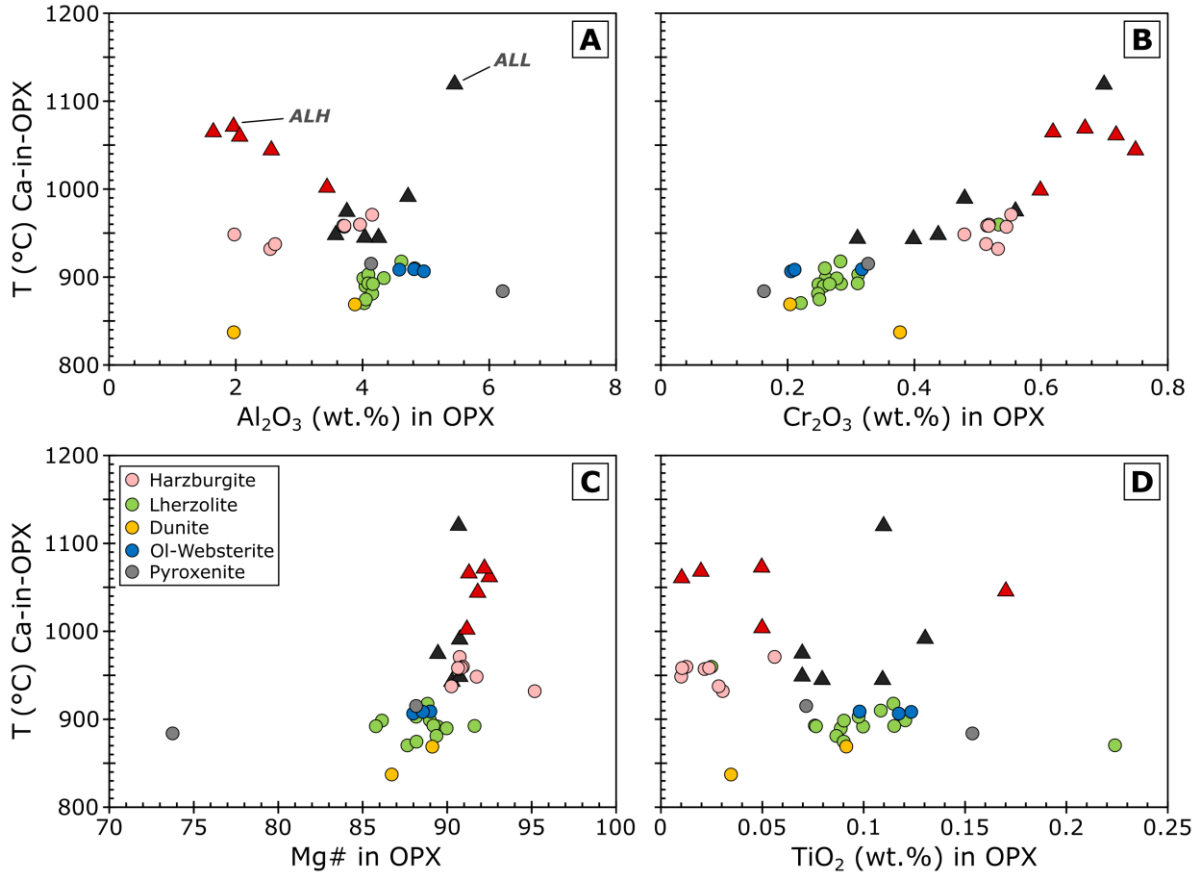 1200
1100
1000
900
800
T (°C) Ca-in-OPX
A
ALL
ALH
0 2 4 6 8
Al₂O₃ (wt.%) in OPX
B
0 0.2 0.4 0.6 0.8
Cr₂O₃ (wt.%) in OPX
1200
1100
1000
900
800
T (°C) Ca-in-OPX
C
Harzburgite
Lherzolite
Dunite
Ol-Websterite
Pyroxenite
70 75 80 85 90 95 100
Mg# in OPX
D
0 0.05 0.1 0.15 0.2 0.25
TiO₂ (wt.%) in OPX